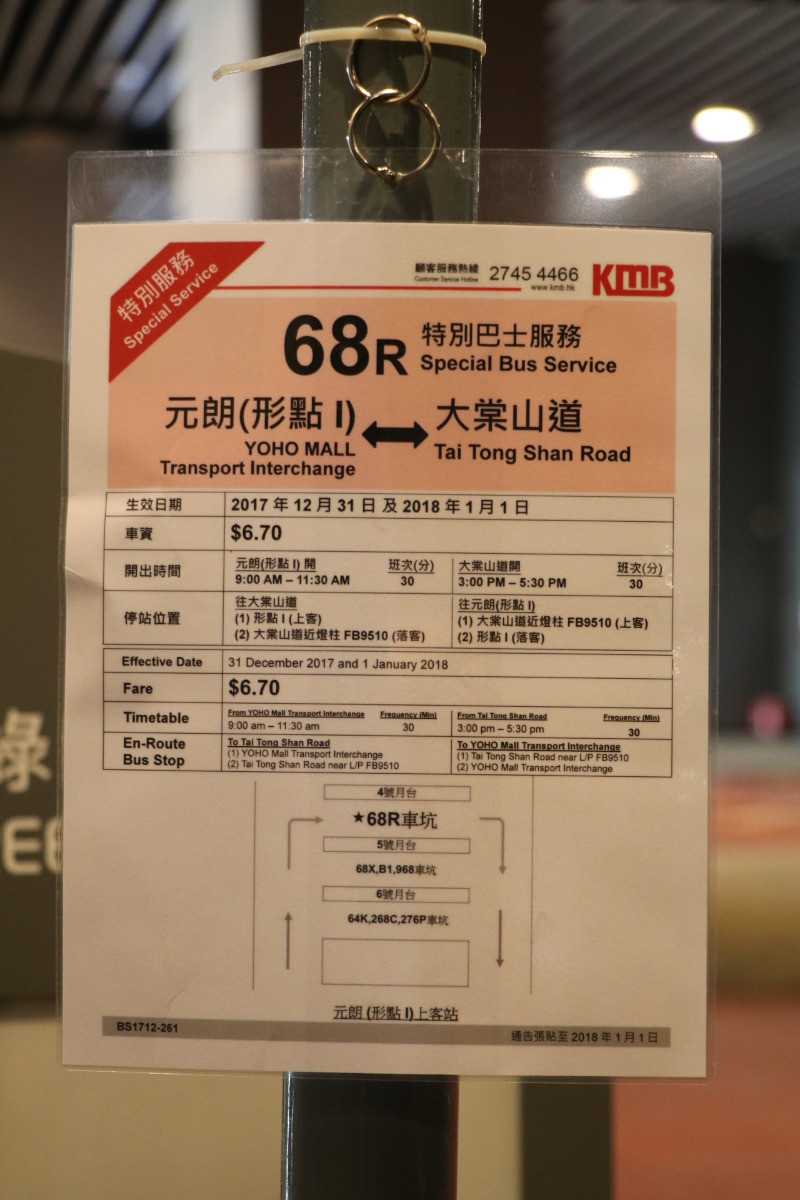 特別服務
Special Service
顧客服務熱線 2745 4466
Customer Service Hotline
www.kmb.hk
KMB
68R 特別巴士服務
Special Bus Service
元朗(形點 I) 大棠山道
YOHO MALL
Transport Interchange
Tai Tong Shan Road
生效日期 2017 年 12 月 31 日 及 2018 年 1 月 1 日
車資 $6.70
開出時間 元朗(形點 I) 開 班次(分) 大棠山道開 班次(分)
9:00 AM – 11:30 AM 30 3:00 PM – 5:30 PM 30
停站位置 往大棠山道 往元朗(形點 I)
(1) 形點 I (上客) (1) 大棠山道近燈柱 FB9510 (上客)
(2) 大棠山道近燈柱 FB9510 (落客) (2) 形點 I (落客)
Effective Date 31 December 2017 and 1 January 2018
Fare $6.70
Timetable From YOHO Mall Transport Interchange Frequency (Min) From Tai Tong Shan Road Frequency (Min)
9:00 am – 11:30 am 30 3:00 pm – 5:30 pm 30
En-Route Bus Stop To Tai Tong Shan Road To YOHO Mall Transport Interchange
(1) YOHO Mall Transport Interchange (1) Tai Tong Shan Road near L/P FB9510
(2) Tai Tong Shan Road near L/P FB9510 (2) YOHO Mall Transport Interchange
4號月台
★68R車坑
5號月台
68X,B1,968車坑
6號月台
64K,268C,276P車坑
元朗 (形點 I)上客站
BS1712-261 通告張貼至 2018 年 1 月 1 日